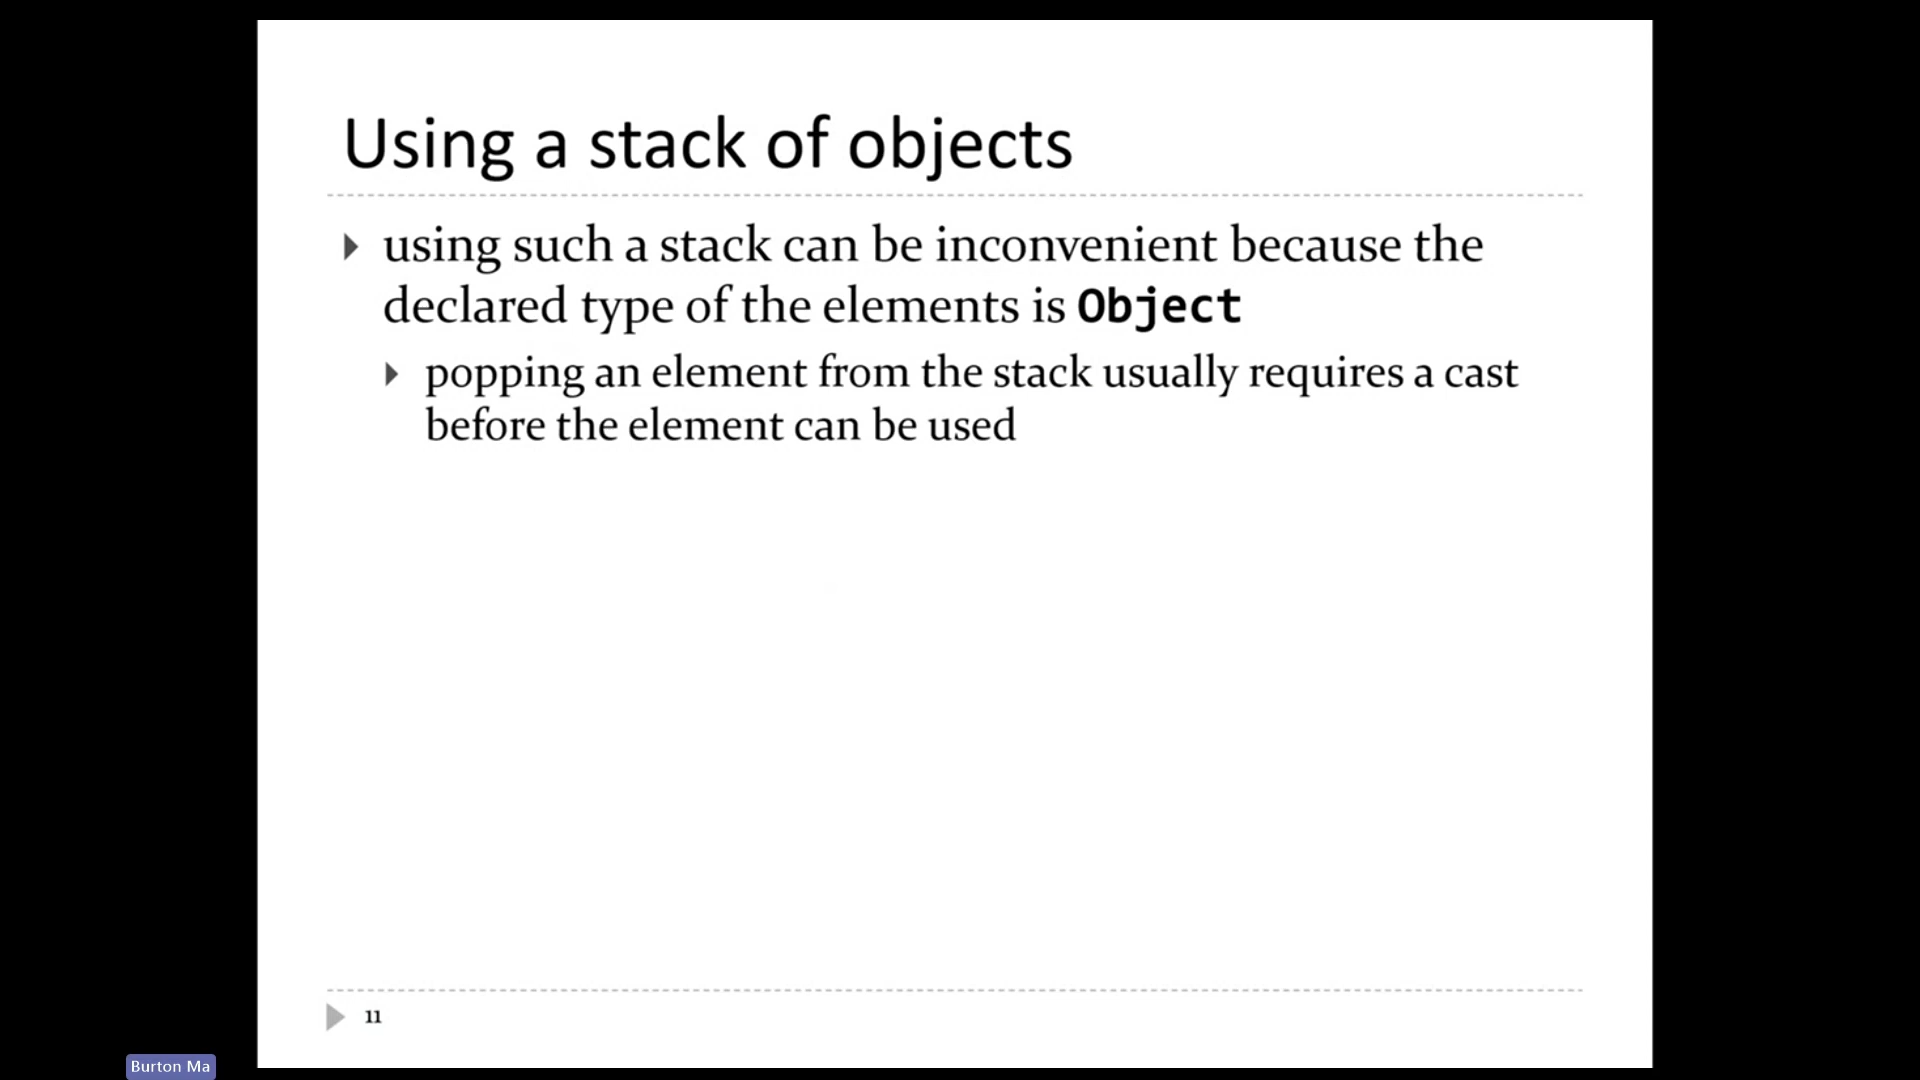 Using a stack of objects
using such a stack can be inconvenient because the
declared type of the elements is Object
popping an element from the stack usually requires a cast
before the element can be used
11
Burton Ma